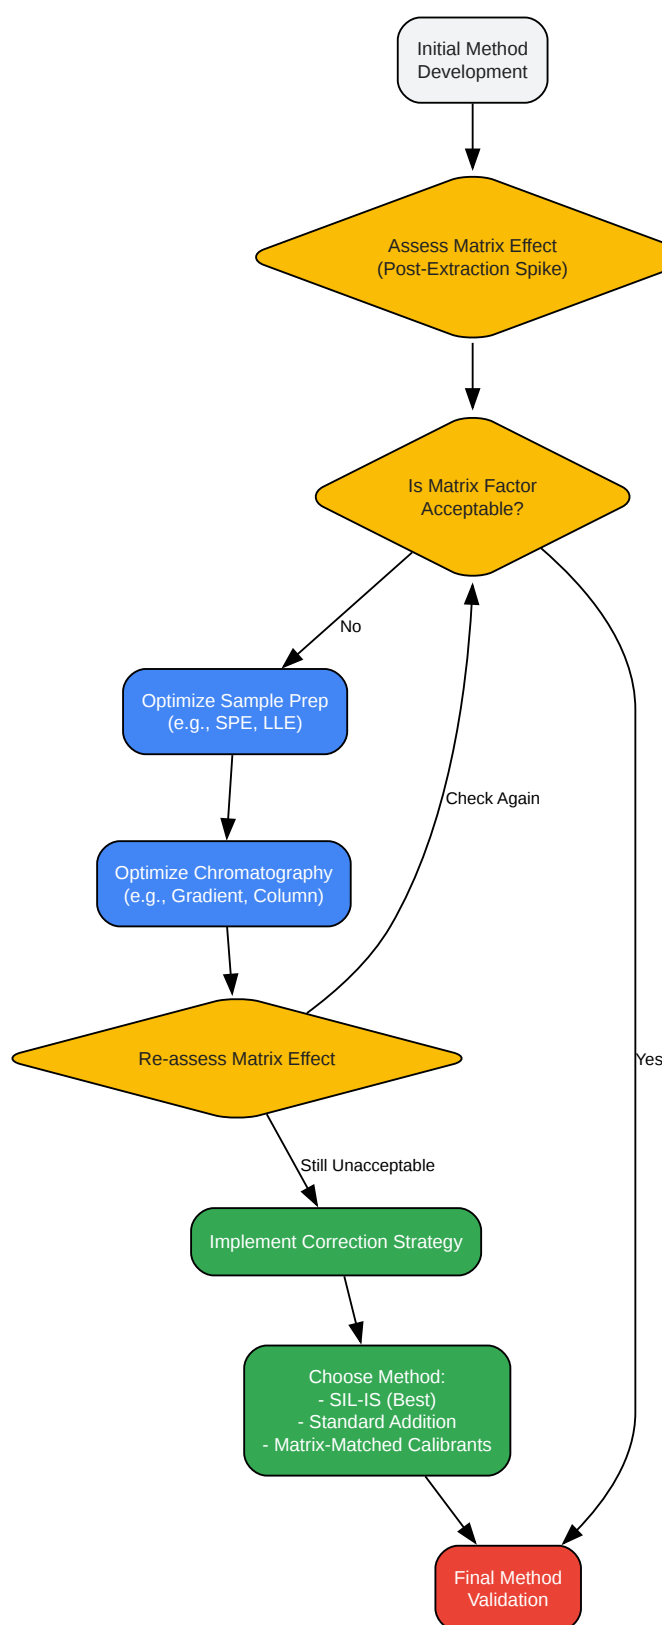 Initial Method
Development
Assess Matrix Effect
(Post-Extraction Spike)
Is Matrix Factor
Acceptable?
No
Optimize Sample Prep
(e.g., SPE, LLE)
Check Again
Optimize Chromatography
(e.g., Gradient, Column)
Re-assess Matrix Effect
Yes
Still Unacceptable
Implement Correction Strategy
Choose Method:
- SIL-IS (Best)
- Standard Addition
- Matrix-Matched Calibrants
Final Method
Validation